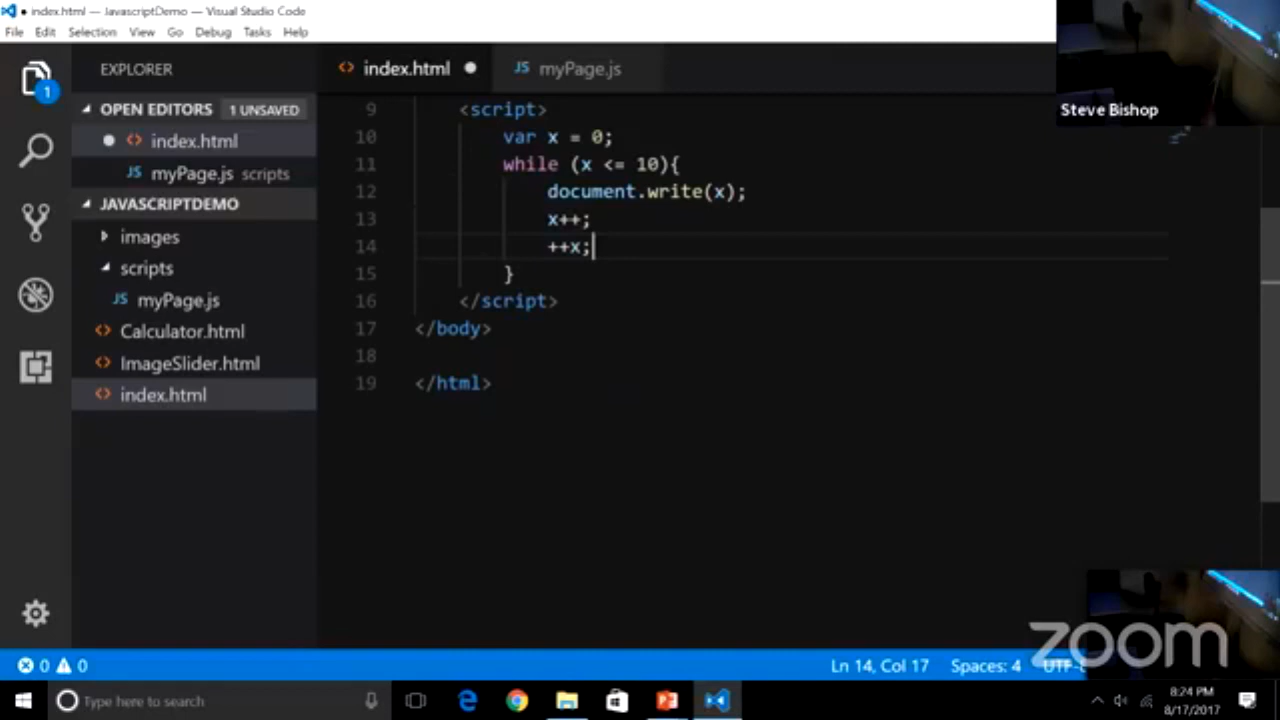 index.html — JavascriptDemo — Visual Studio Code
File Edit Selection View Go Debug Tasks Help
Steve Bishop
EXPLORER
OPEN EDITORS 1 UNSAVED
index.html
JS myPage.js scripts
JAVASCRIPTDEMO
images
scripts
JS myPage.js
Calculator.html
ImageSlider.html
index.html
1
index.html JS myPage.js
9 <script>
10 var x = 0;
11 while (x <= 10){
12 document.write(x);
13 x++;
14 ++x;
15 }
16 </script>
17 </body>
18
19 </html>
zoom
0 0 Ln 14, Col 17 Spaces: 4
Type here to search
8:24 PM
8/17/2017